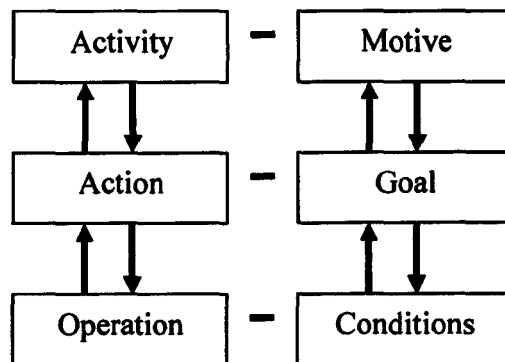 Activity - Motive
Action - Goal
Operation - Conditions